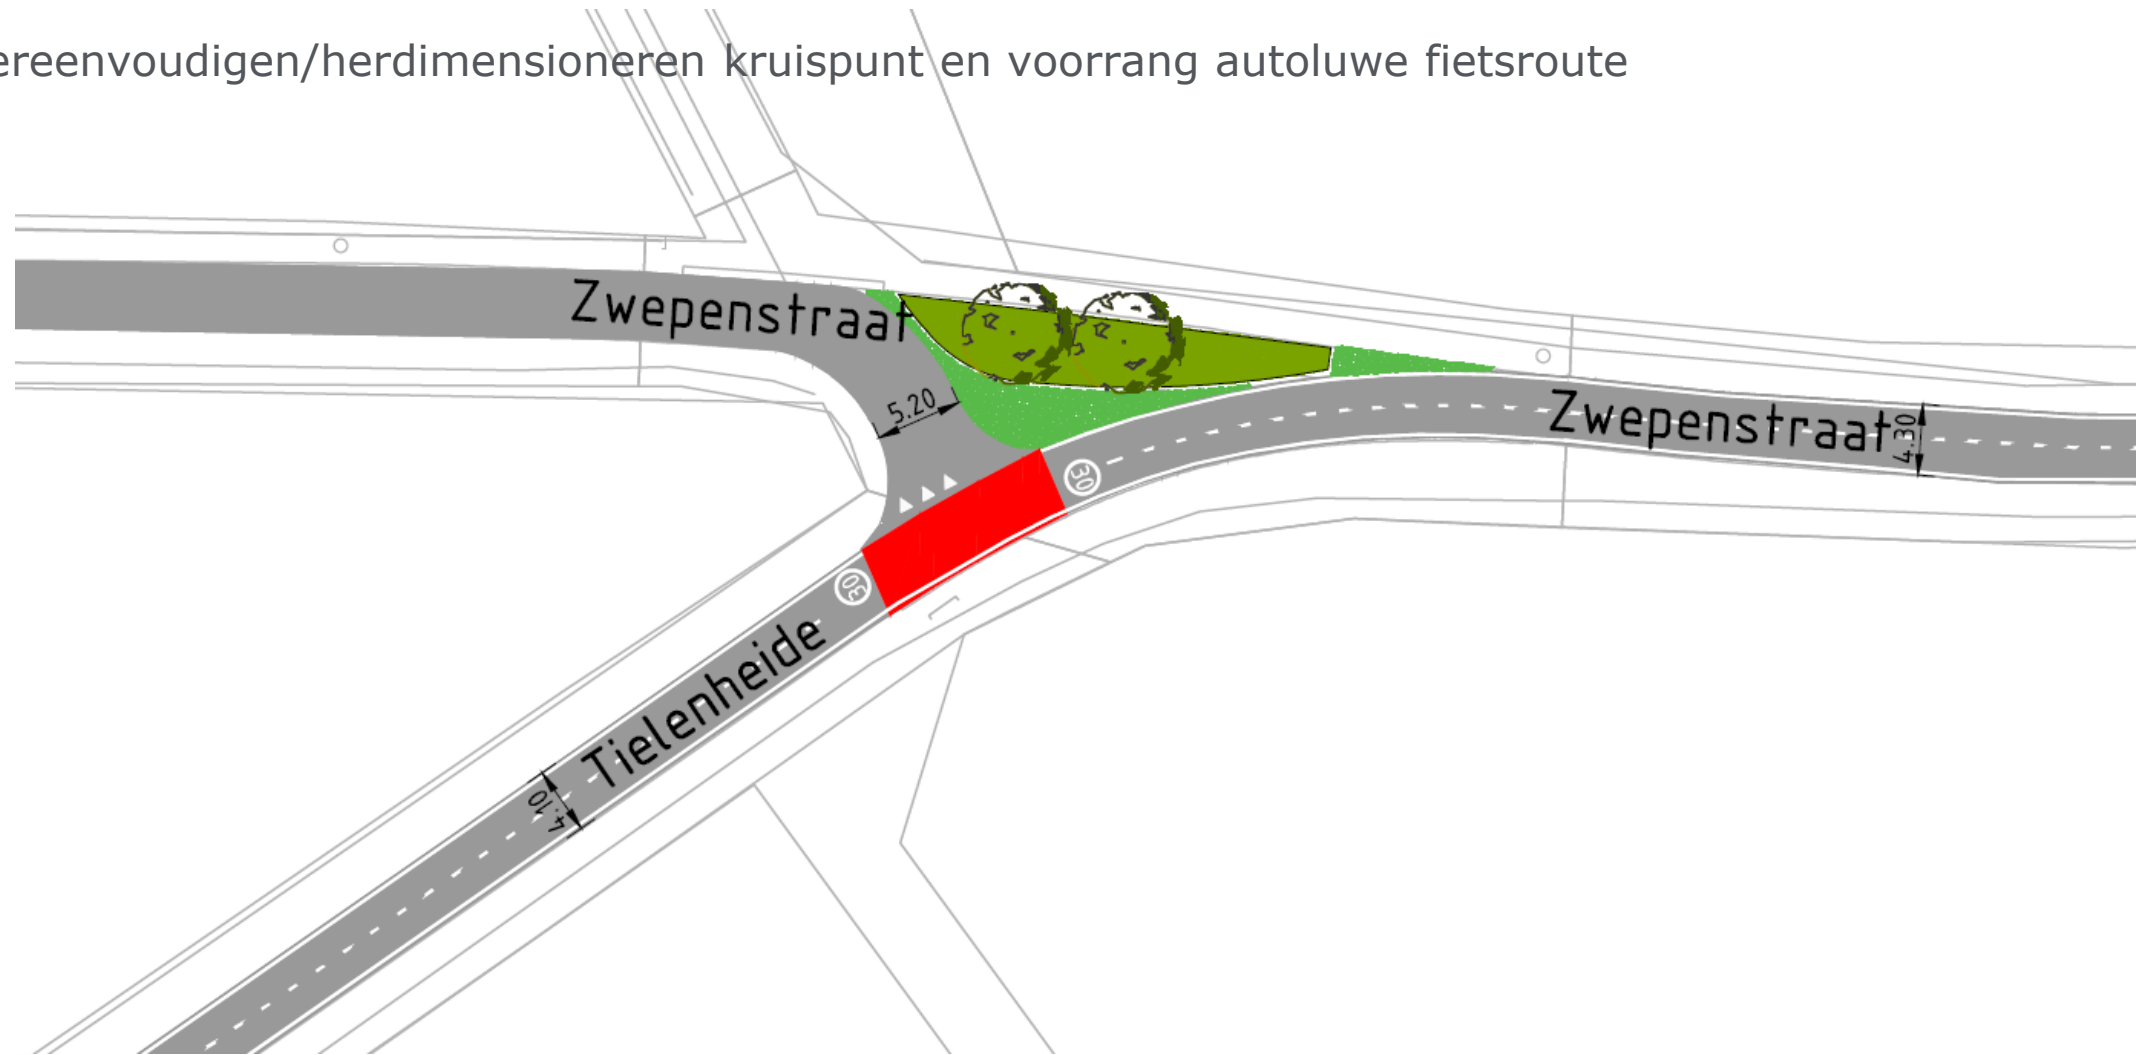 ereenvoudigen/herdimensioneren kruispunt en voorrang autoluwe fietsroute
Zwepenstraat
5.20
Zwepenstraat
4.30
30
30
Tielenheide
4.10